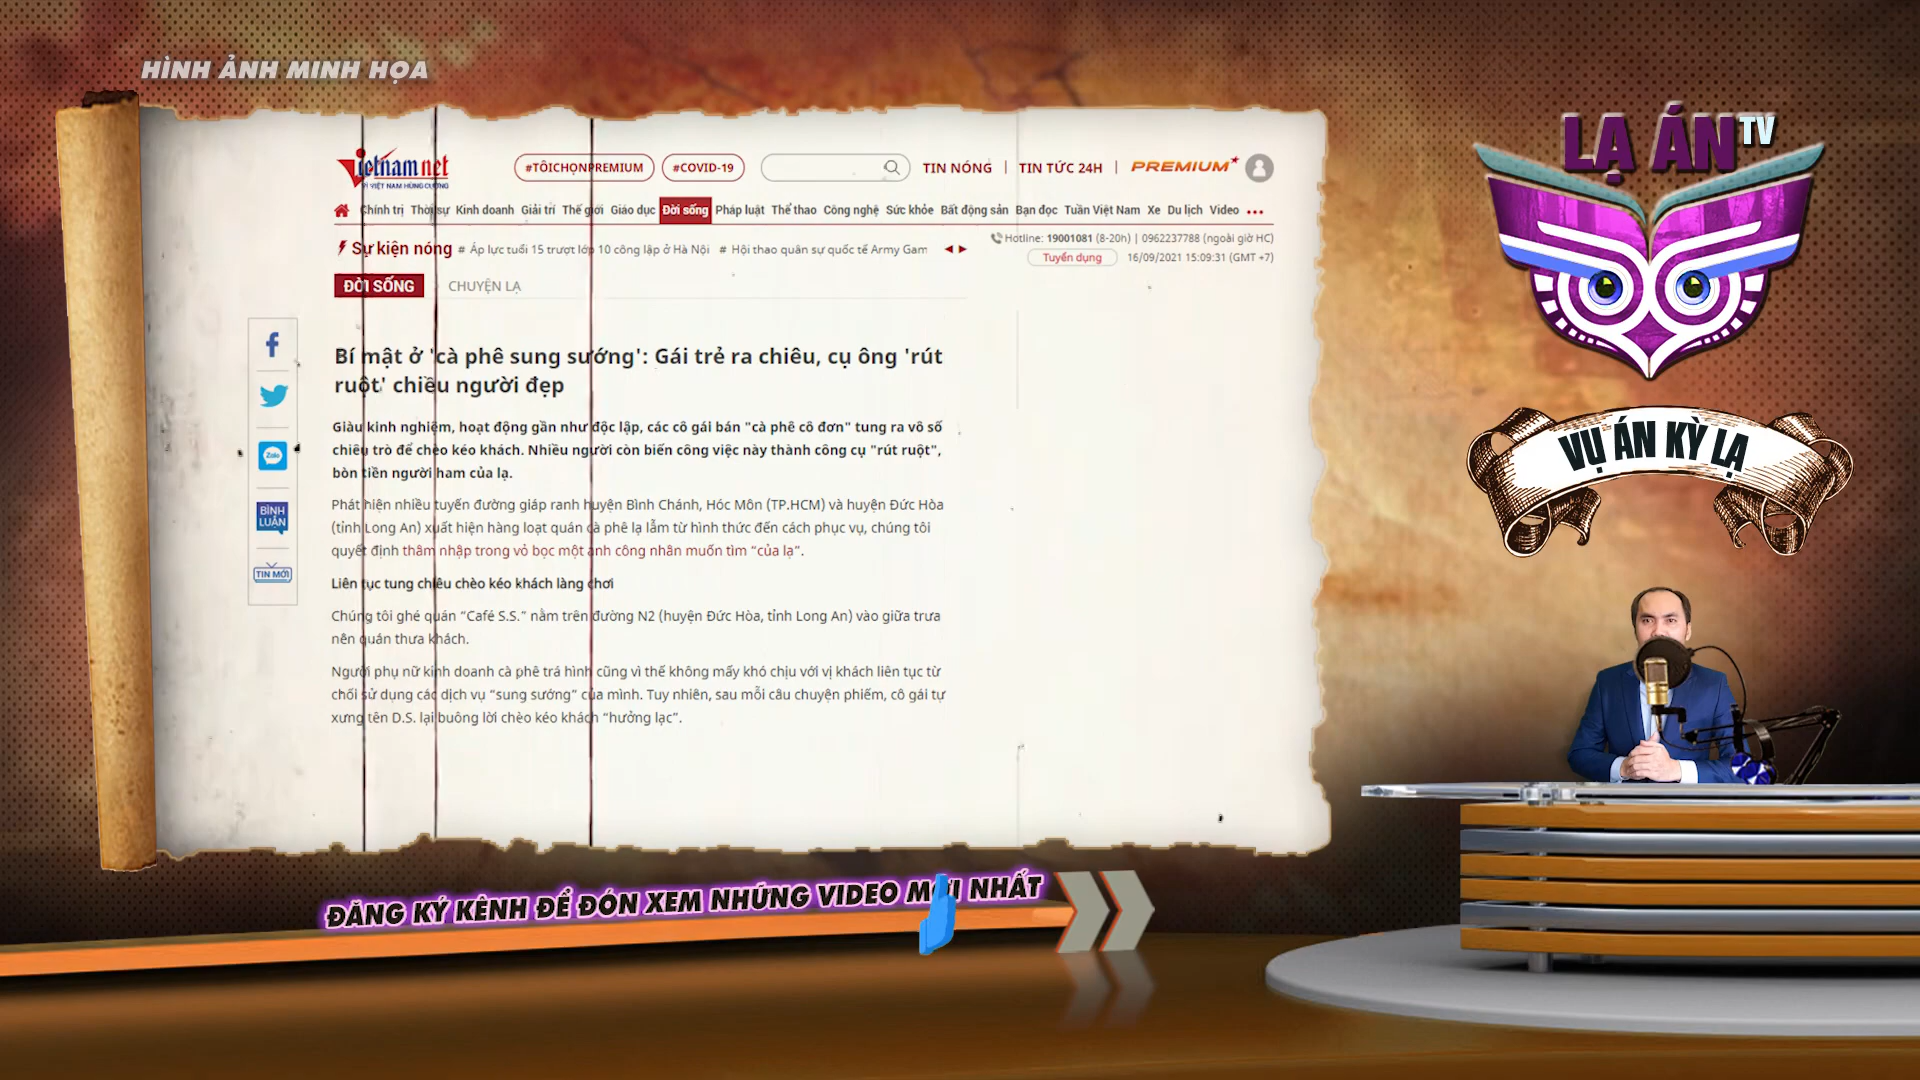 HÌNH ẢNH MINH HỌA
LẠ ÁN TV
VỤ ÁN KỲ LẠ
Vietnamnet
VÌ VIỆT NAM HÙNG CƯỜNG
#TÔICHỌNPREMIUM #COVID-19 TIN NÓNG | TIN TỨC 24H | PREMIUM
Chính trị Thời sự Kinh doanh Giải trí Thế giới Giáo dục Đời sống Pháp luật Thể thao Công nghệ Sức khỏe Bất động sản Bạn đọc Tuần Việt Nam Xe Du lịch Video
Sự kiện nóng # Áp lực tuổi 15 trượt lớp 10 công lập ở Hà Nội # Hội thao quân sự quốc tế Army Gam
Hotline: 19001081 (8-20h) | 0962237788 (ngoài giờ HC)
Tuyển dụng 16/09/2021 15:09:31 (GMT +7)
ĐỜI SỐNG CHUYỆN LẠ
Zalo
BÌNH
LUẬN
TIN MỚI
Bí mật ở 'cà phê sung sướng': Gái trẻ ra chiêu, cụ ông 'rút
ruột' chiều người đẹp
Giàu kinh nghiệm, hoạt động gần như độc lập, các cô gái bán "cà phê cô đơn" tung ra vô số
chiêu trò để chèo kéo khách. Nhiều người còn biến công việc này thành công cụ "rút ruột",
bòn tiền người ham của lạ.
Phát hiện nhiều tuyến đường giáp ranh huyện Bình Chánh, Hóc Môn (TP.HCM) và huyện Đức Hòa
(tỉnh Long An) xuất hiện hàng loạt quán cà phê lạ lẫm từ hình thức đến cách phục vụ, chúng tôi
quyết định thâm nhập trong vỏ bọc một anh công nhân muốn tìm “của lạ”.
Liên tục tung chiêu chèo kéo khách làng chơi
Chúng tôi ghé quán “Café S.S.” nằm trên đường N2 (huyện Đức Hòa, tỉnh Long An) vào giữa trưa
nên quán thưa khách.
Người phụ nữ kinh doanh cà phê trá hình cũng vì thế không mấy khó chịu với vị khách liên tục từ
chối sử dụng các dịch vụ “sung sướng” của mình. Tuy nhiên, sau mỗi câu chuyện phiếm, cô gái tự
xưng tên D.S. lại buông lời chèo kéo khách “hưởng lạc”.
ĐĂNG KÝ KÊNH ĐỂ ĐÓN XEM NHỮNG VIDEO MỚI NHẤT